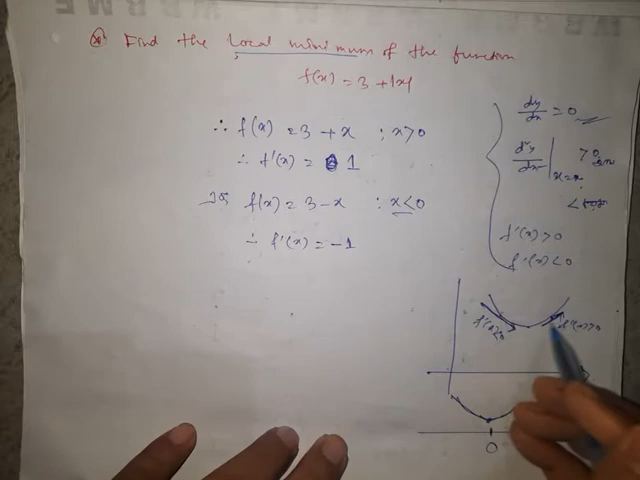 Find the local minimum of the function
f(x) = 3 + |x|
∴ f(x) = 3 + x ; x>0
∴ f'(x) = 1
f(x) = 3 - x ; x<0
∴ f'(x) = -1
dy/dx = 0
d²y/dx² | x= >0
<
f'(x) > 0
f'(x) < 0
f'(x)<0
f'(x)>0
0